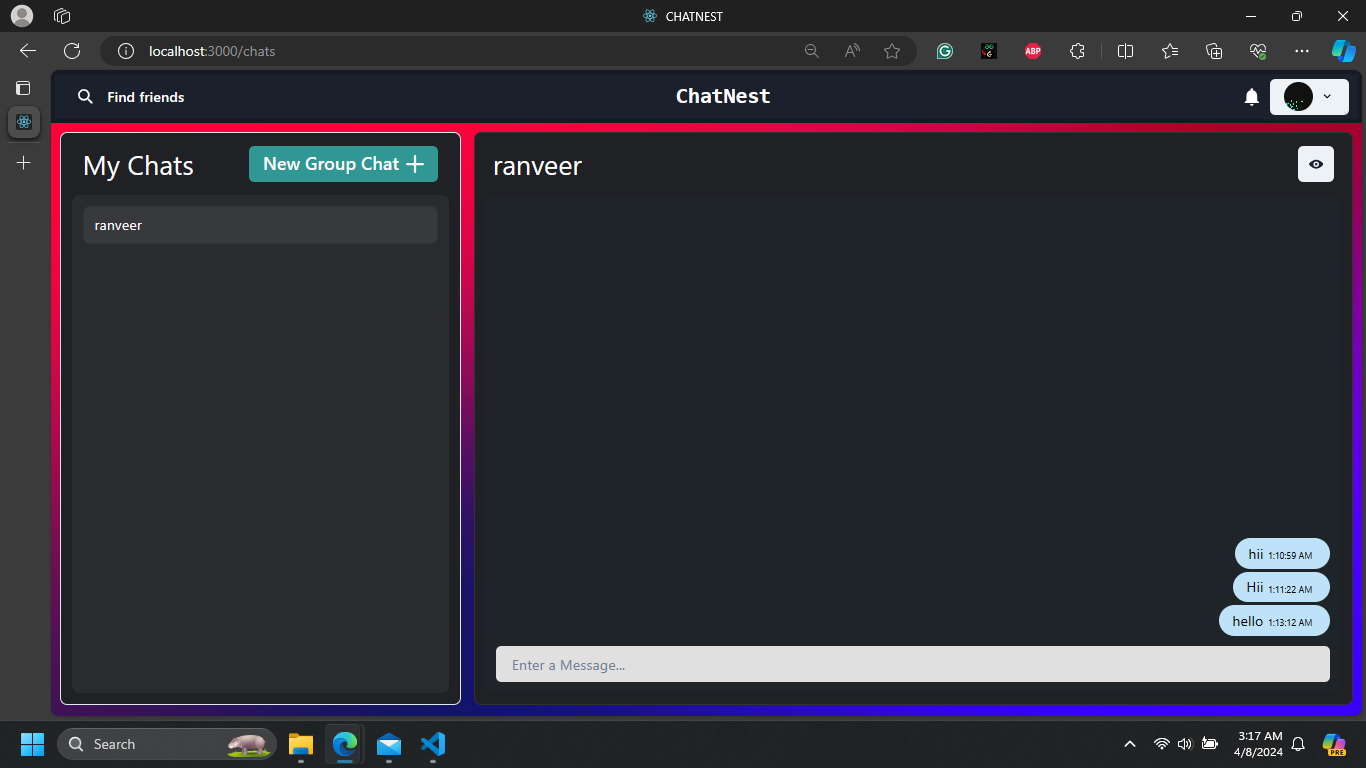 CHATNEST
localhost:3000/chats
ABP
Find friends
ChatNest
My Chats
New Group Chat
ranveer
ranveer
hii 1:10:59 AM
Hii 1:11:22 AM
hello 1:13:12 AM
Enter a Message...
Search
3:17 AM
4/8/2024
PRE